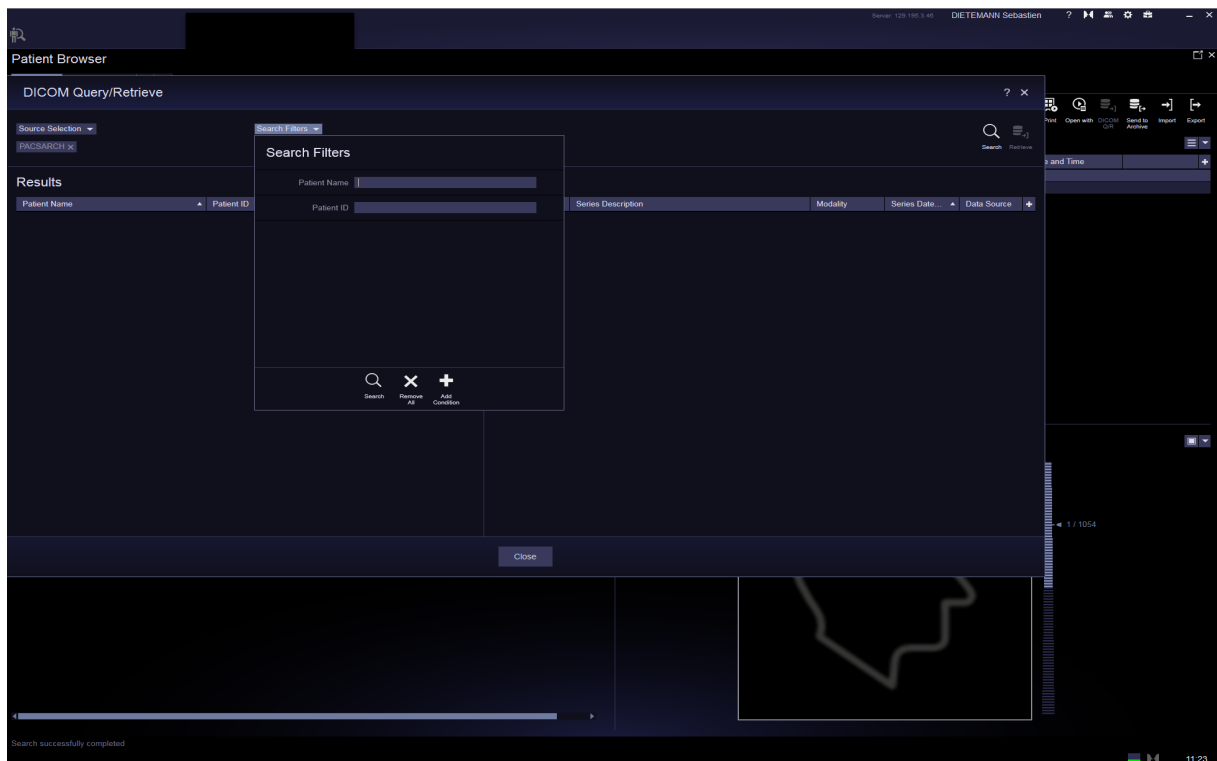 Server: 129.195.3.46 DIETEMANN Sebastien ?
Patient Browser
DICOM Query/Retrieve ?
Source Selection
Search Filters
PACSARCH x
Search Retrieve
Print Open with DICOM Q/R Send to Archive Import Export
Search Filters
Patient Name
Patient ID
Results
Patient Name Patient ID Series Description Modality Series Date... Data Source
e and Time
Search Remove All Add Condition
1 / 1054
Close
Search successfully completed
11:23